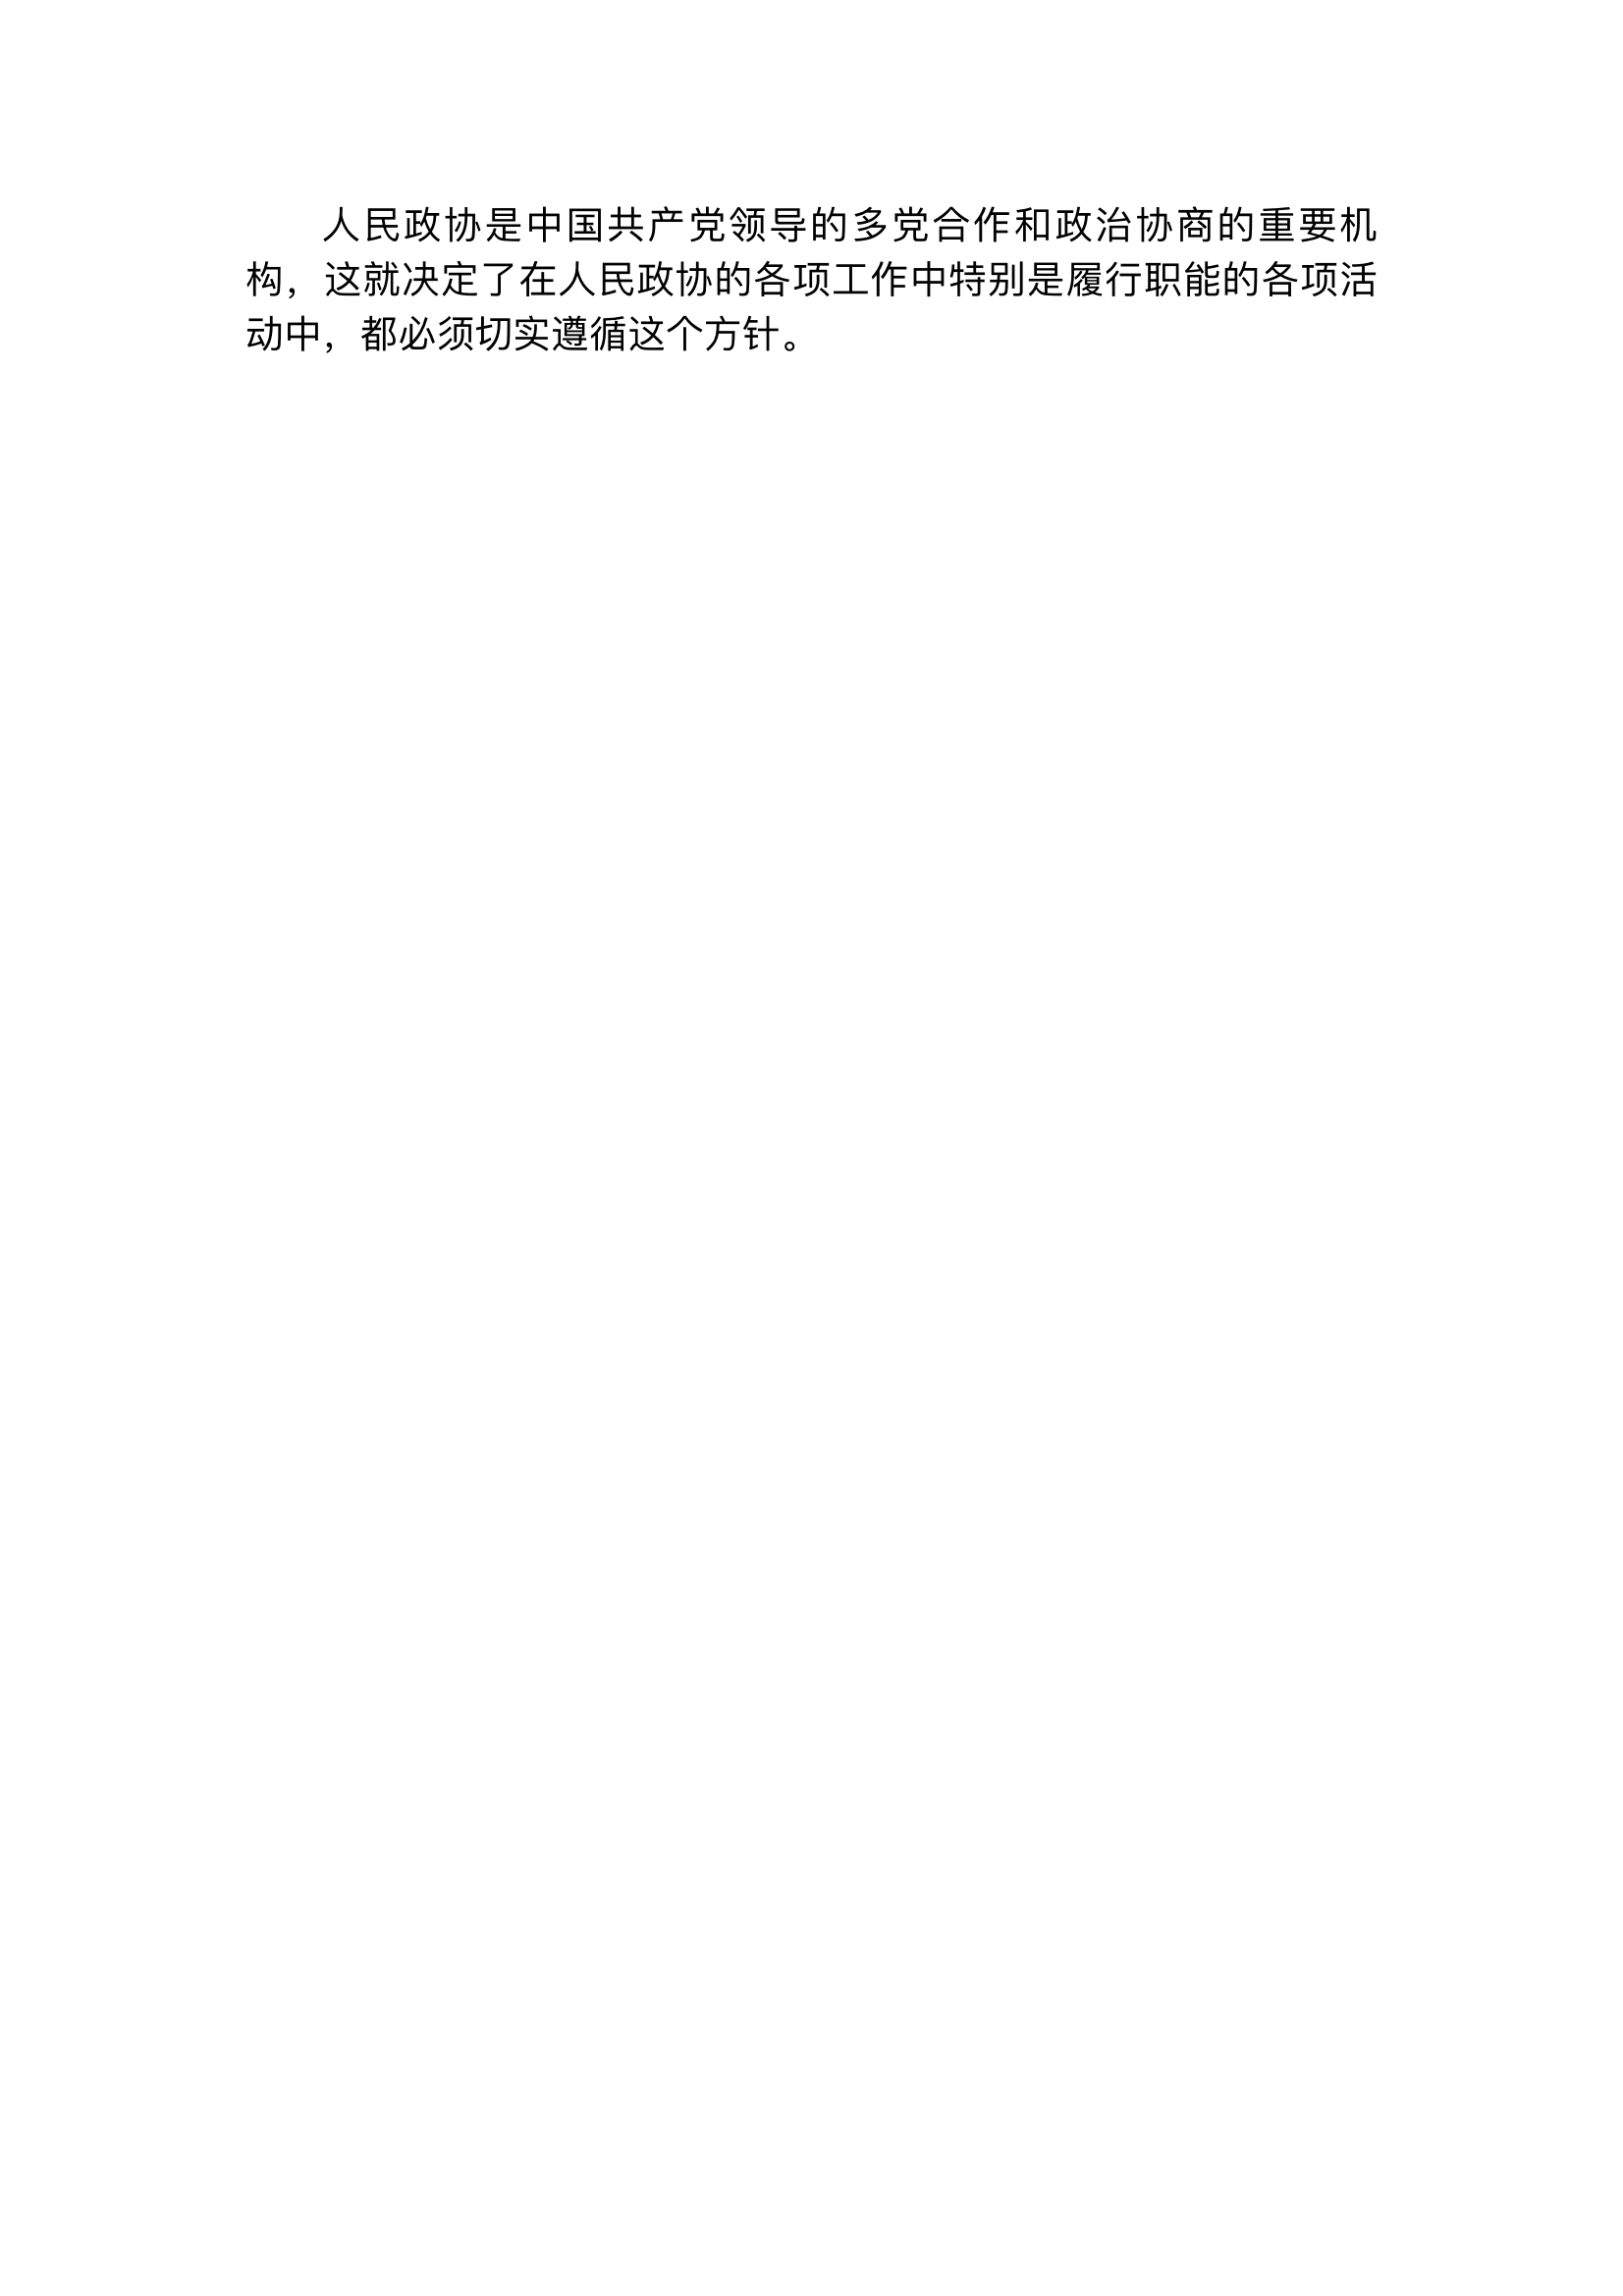 人民政协是中国共产党领导的多党合作和政治协商的重要机
构，这就决定了在人民政协的各项工作中特别是履行职能的各项活
动中，都必须切实遵循这个方针。